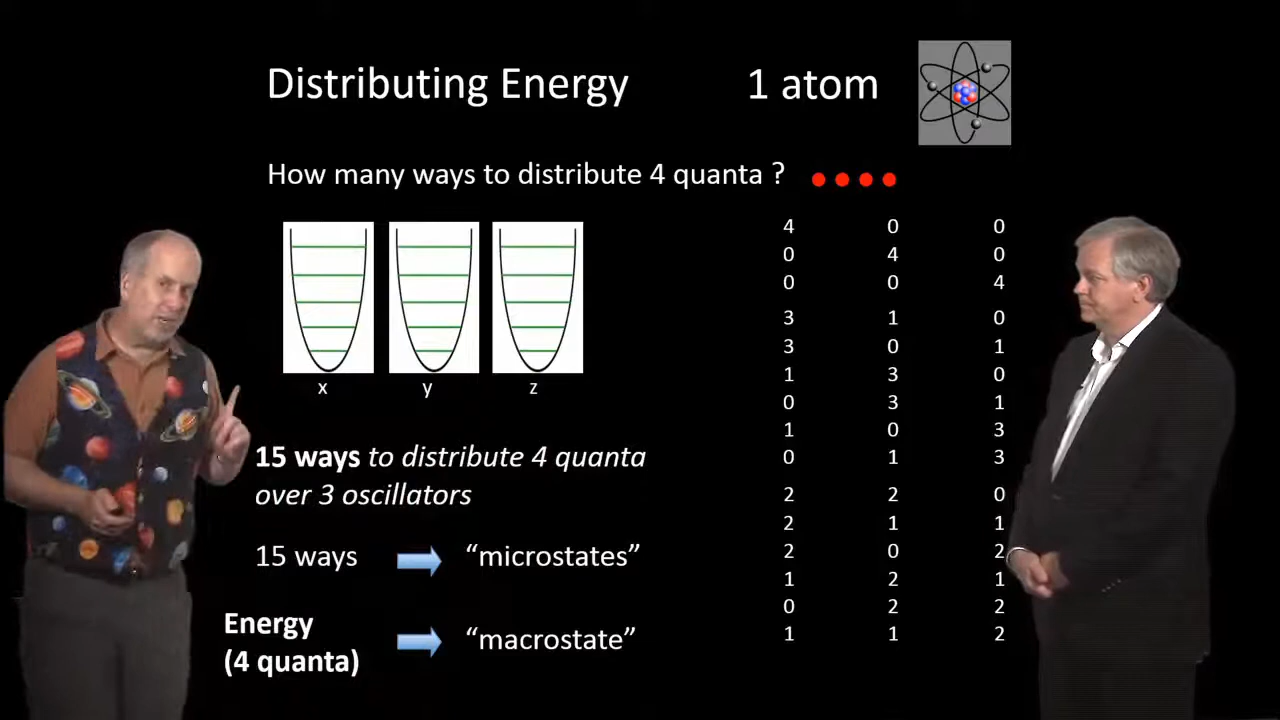 Distributing Energy 1 atom
How many ways to distribute 4 quanta ?
x y z
15 ways to distribute 4 quanta
over 3 oscillators
15 ways “microstates”
Energy
(4 quanta) “macrostate”
4 0 0
0 4 0
0 0 4
3 1 0
3 0 1
1 3 0
0 3 1
1 0 3
0 1 3
2 2 0
2 1 1
2 0 2
1 2 1
0 2 2
1 1 2